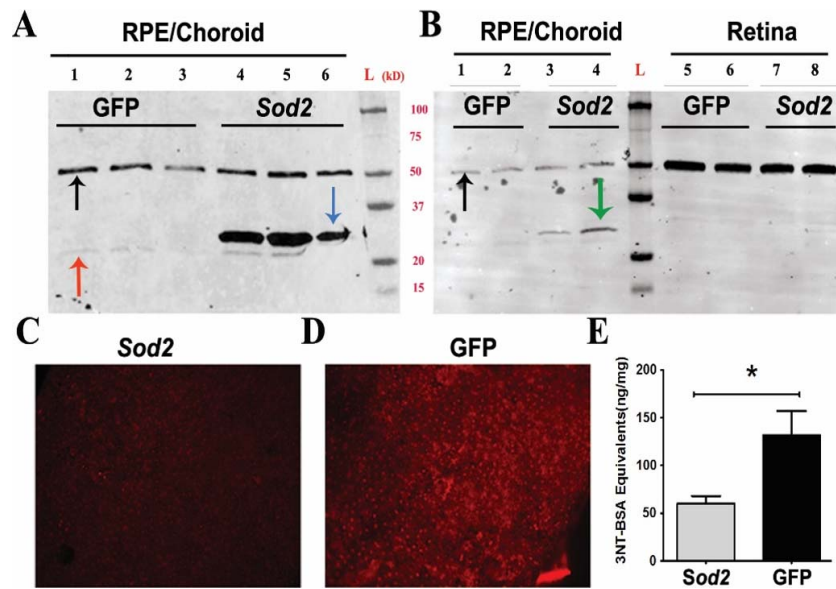 A
RPE/Choroid
1 2 3 4 5 6 L (kD)
GFP Sod2
100
75
50
37
20
15
B
RPE/Choroid Retina
1 2 3 4 L 5 6 7 8
GFP Sod2 GFP Sod2
C
Sod2
D
GFP
E
3NT-BSA Equivalents(ng/mg)
200
150
100
50
0
*
Sod2 GFP